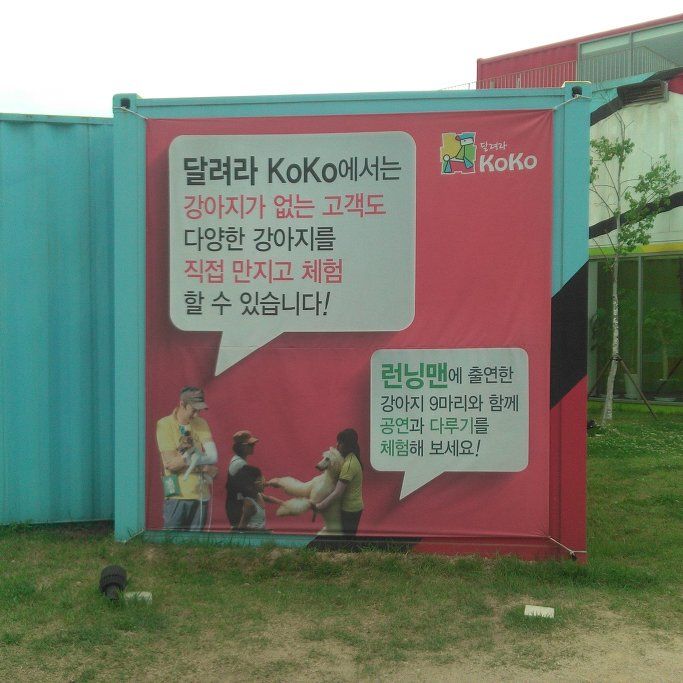 달려라 KoKo에서는
강아지가 없는 고객도
다양한 강아지를
직접 만지고 체험
할 수 있습니다!
달려라
KoKo
런닝맨에 출연한
강아지 9마리와 함께
공연과 다루기를
체험해 보세요!